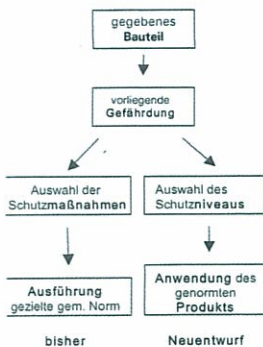 gegebenes
Bauteil
vorliegende
Gefährdung
Auswahl der
Schutzmaßnahmen
Auswahl des
Schutzniveaus
Ausführung
gezielte gem. Norm
Anwendung des
genormten
Produkts
bisher
Neuentwurf